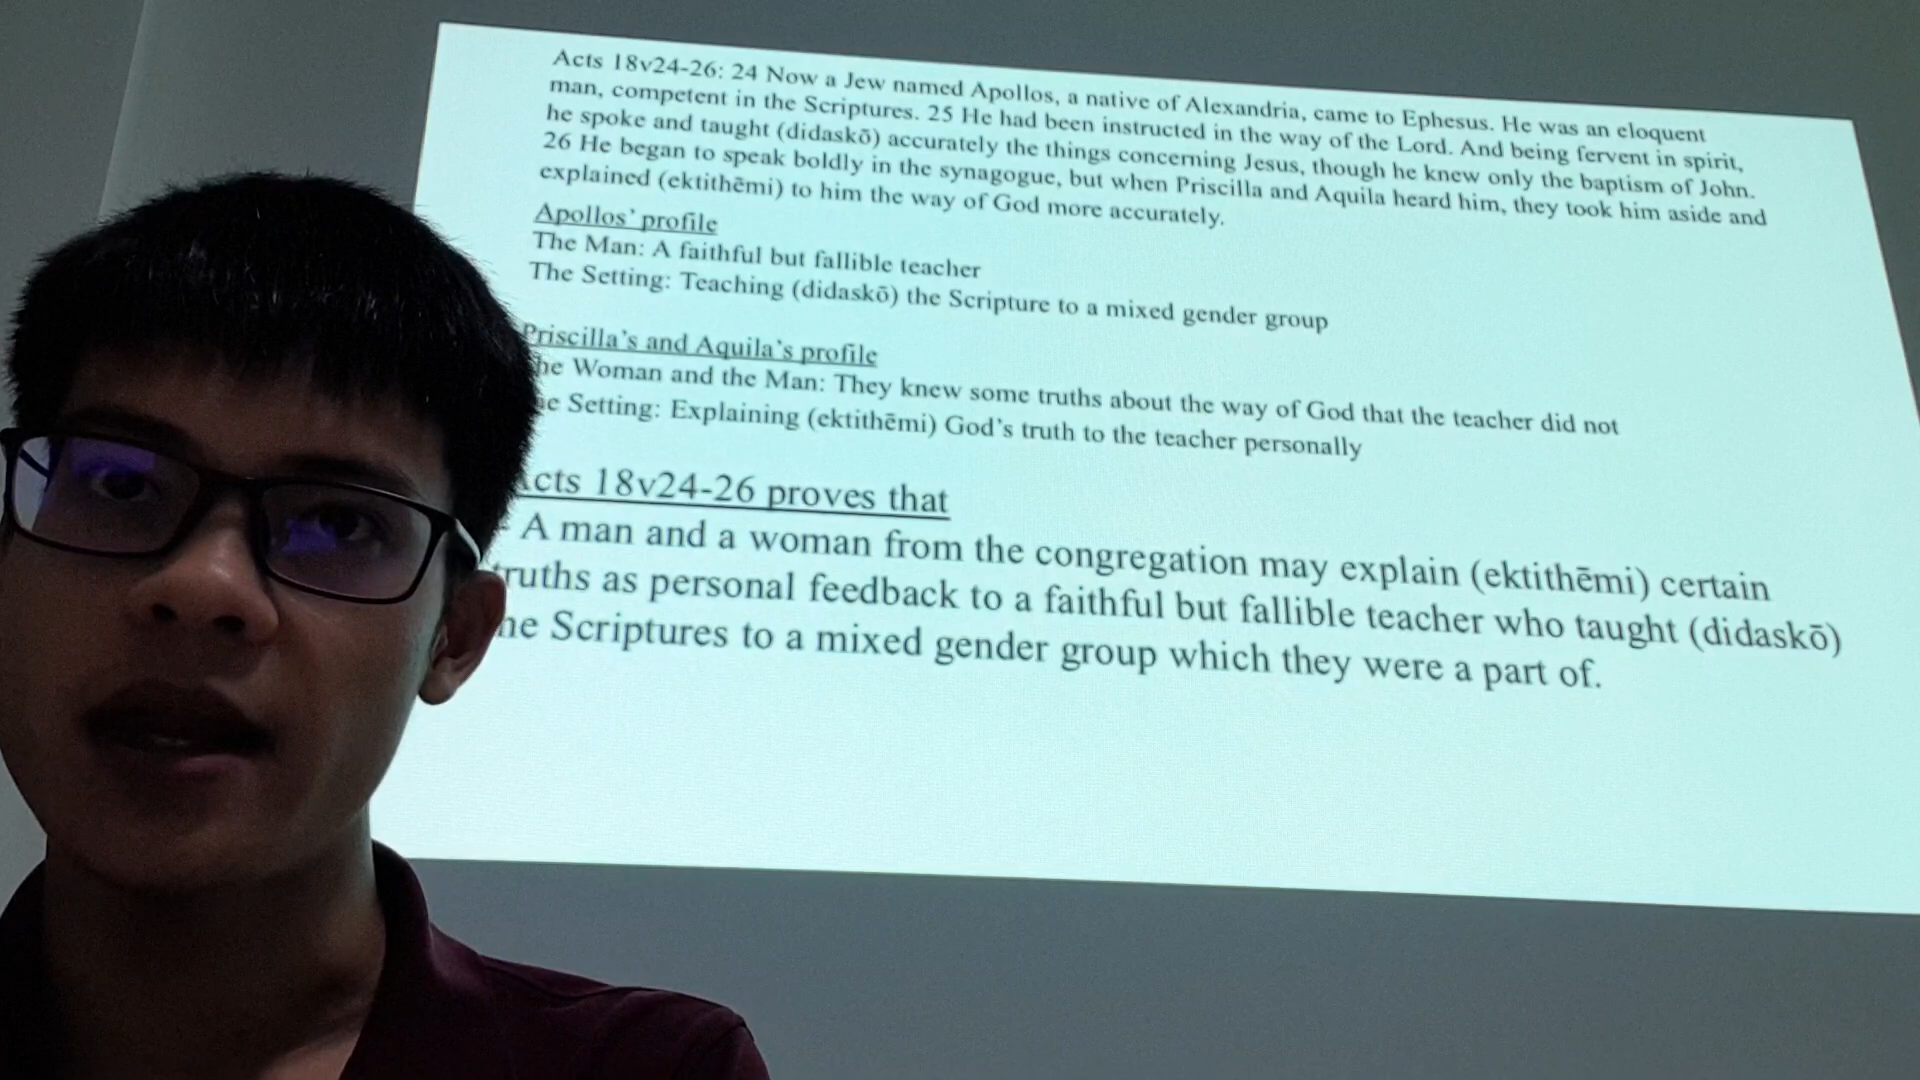 Acts 18v24-26: 24 Now a Jew named Apollos, a native of Alexandria, came to Ephesus. He was an eloquent
man, competent in the Scriptures. 25 He had been instructed in the way of the Lord. And being fervent in spirit,
he spoke and taught (didaskō) accurately the things concerning Jesus, though he knew only the baptism of John.
26 He began to speak boldly in the synagogue, but when Priscilla and Aquila heard him, they took him aside and
explained (ektithēmi) to him the way of God more accurately.
Apollos' profile
The Man: A faithful but fallible teacher
The Setting: Teaching (didaskō) the Scripture to a mixed gender group
Priscilla's and Aquila's profile
he Woman and the Man: They knew some truths about the way of God that the teacher did not
e Setting: Explaining (ektithēmi) God's truth to the teacher personally
cts 18v24-26 proves that
- A man and a woman from the congregation may explain (ektithēmi) certain
truths as personal feedback to a faithful but fallible teacher who taught (didaskō)
he Scriptures to a mixed gender group which they were a part of.